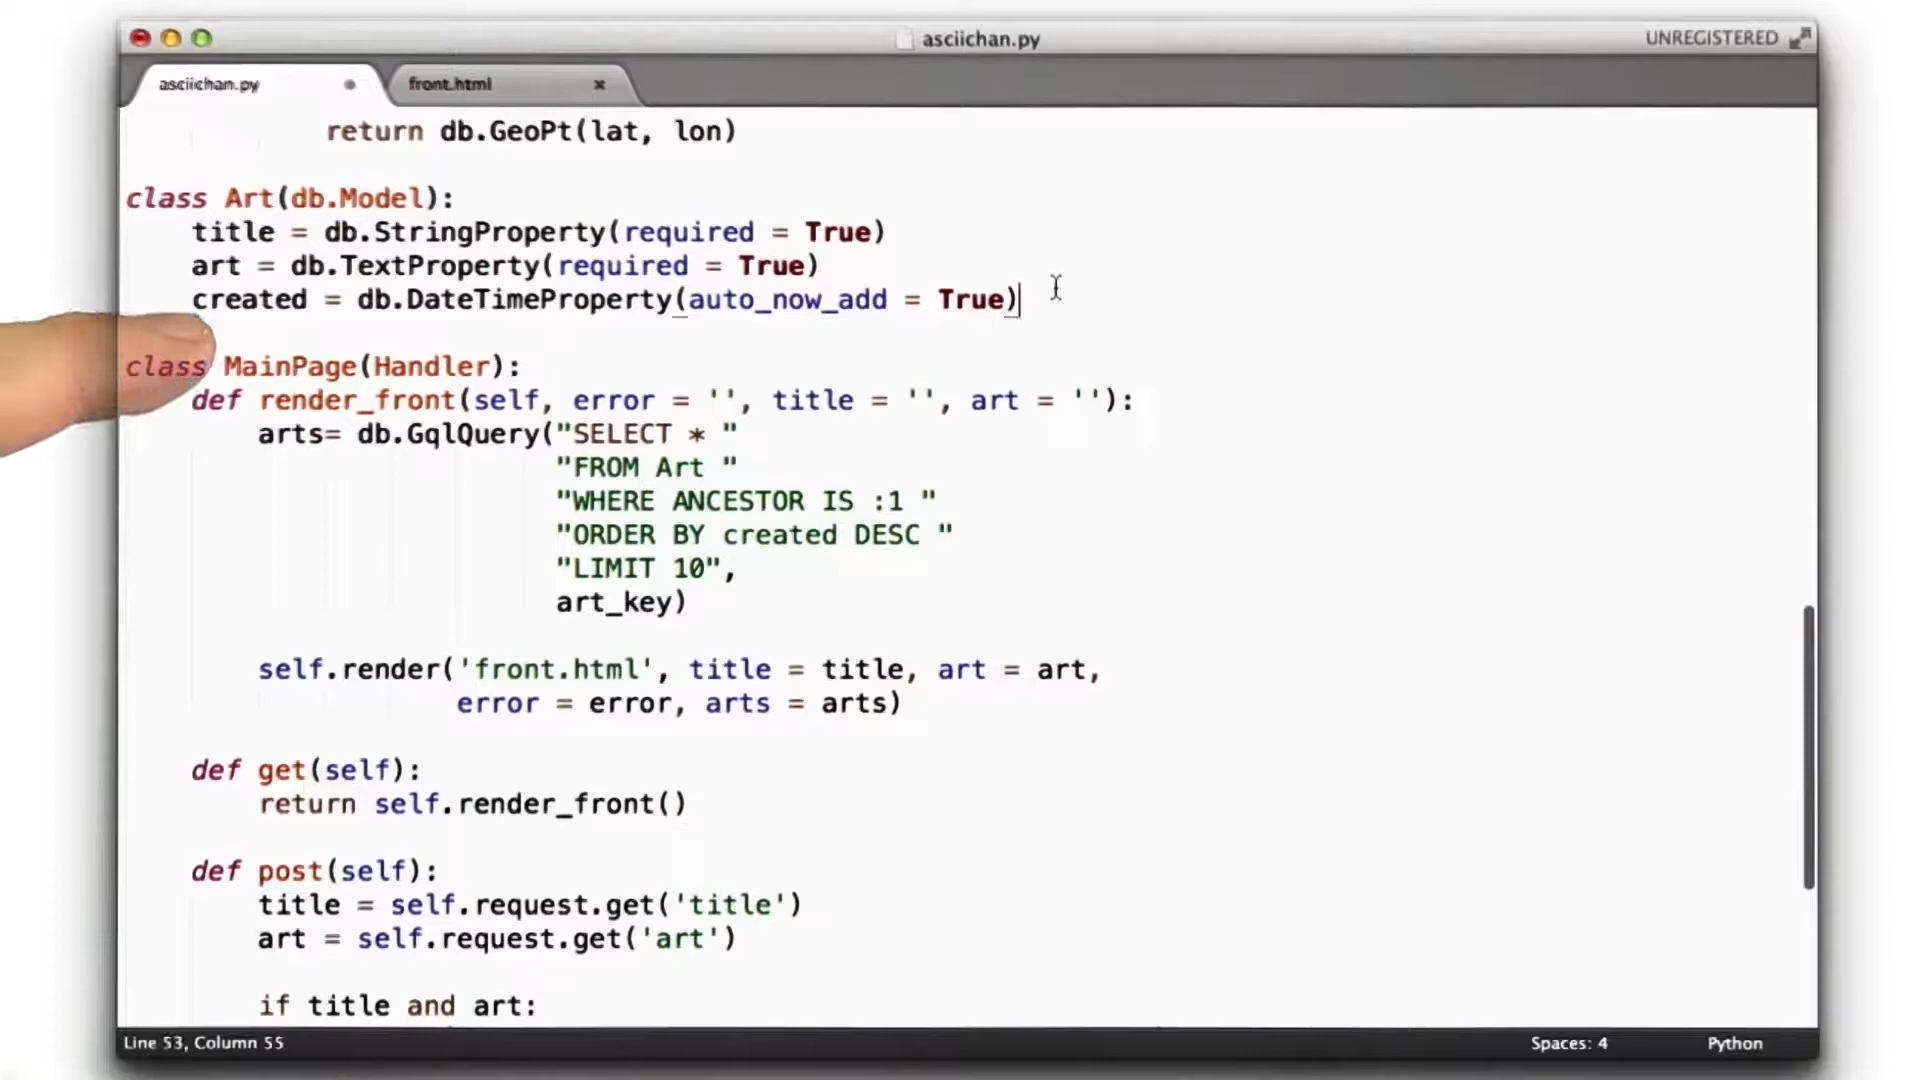 asciichan.py
UNREGISTERED
asciichan.py
front.html
return db.GeoPt(lat, lon)
class Art(db.Model):
title = db.StringProperty(required = True)
art = db.TextProperty(required = True)
created = db.DateTimeProperty(auto_now_add = True)
class MainPage(Handler):
def render_front(self, error = '', title = '', art = ''):
arts= db.GqlQuery("SELECT * "
"FROM Art "
"WHERE ANCESTOR IS :1 "
"ORDER BY created DESC "
"LIMIT 10",
art_key)
self.render('front.html', title = title, art = art,
error = error, arts = arts)
def get(self):
return self.render_front()
def post(self):
title = self.request.get('title')
art = self.request.get('art')
if title and art:
Line 53, Column 55
Spaces: 4
Python